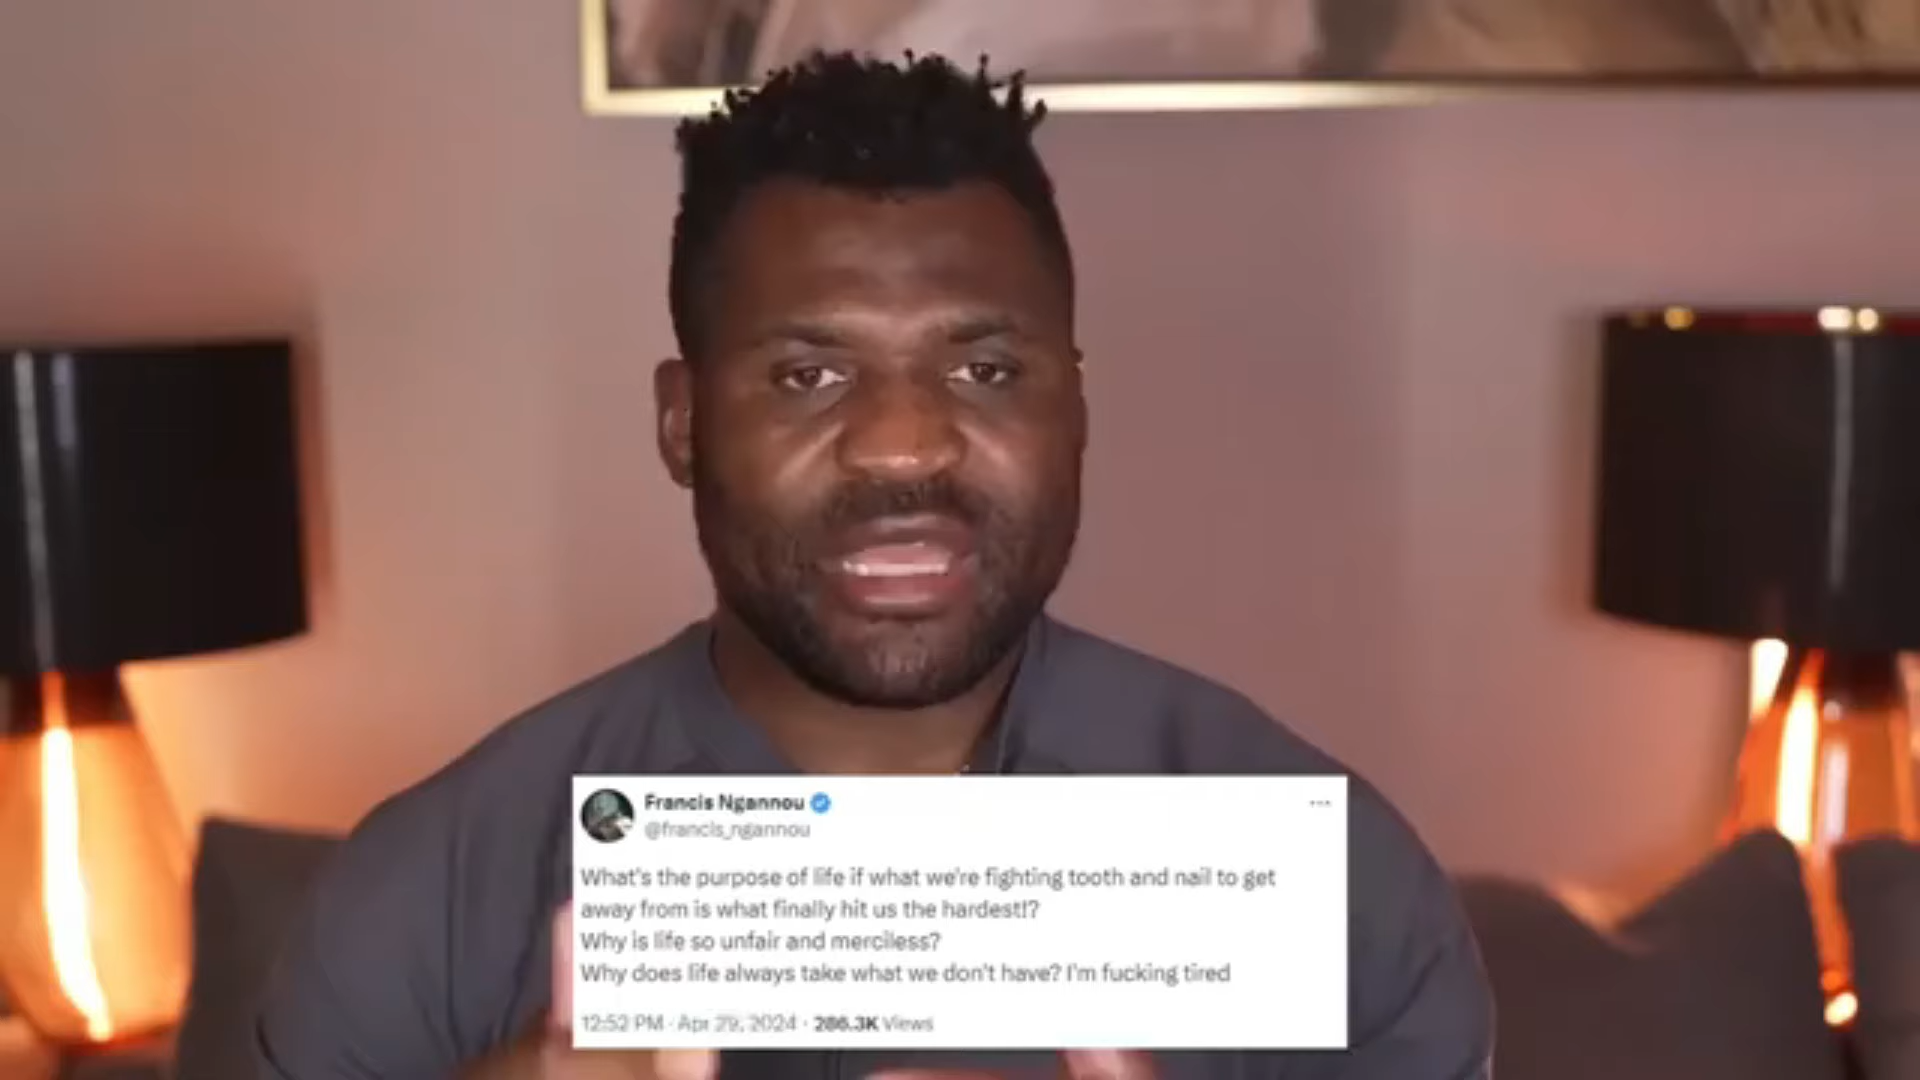 Francis Ngannou
@francis_ngannou
What's the purpose of life if what we're fighting tooth and nail to get
away from is what finally hit us the hardest!?
Why is life so unfair and merciless?
Why does life always take what we don't have? I'm fucking tired
12:52 PM · Apr 29, 2024 · 286.3K Views